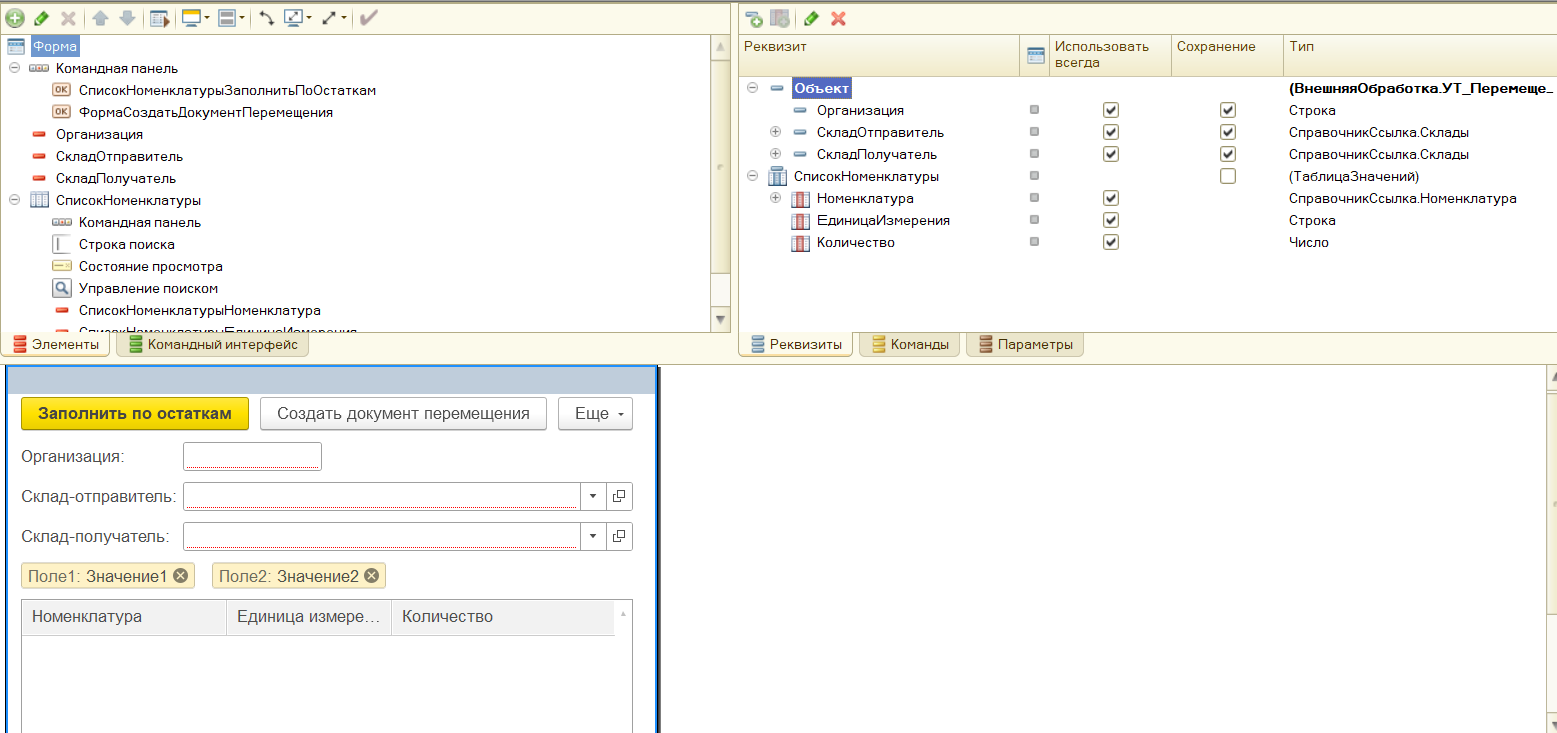 Форма
Командная панель
СписокНоменклатурыЗаполнитьПоОстаткам
ФормаСоздатьДокументПеремещения
Организация
СкладОтправитель
СкладПолучатель
СписокНоменклатуры
Командная панель
Строка поиска
Состояние просмотра
Управление поиском
СписокНоменклатурыНоменклатура
СписокНоменклатурыЕдиницаИзмерения
Элементы Командный интерфейс
Реквизит Использовать всегда Сохранение Тип
Объект (ВнешняяОбработка.УТ_Перемеще...
Организация Строка
СкладОтправитель СправочникСсылка.Склады
СкладПолучатель СправочникСсылка.Склады
СписокНоменклатуры (ТаблицаЗначений)
Номенклатура СправочникСсылка.Номенклатура
ЕдиницаИзмерения Строка
Количество Число
Реквизиты Команды Параметры
Заполнить по остаткам Создать документ перемещения Еще
Организация:
Склад-отправитель:
Склад-получатель:
Поле1: Значение1 Поле2: Значение2
Номенклатура Единица измере... Количество